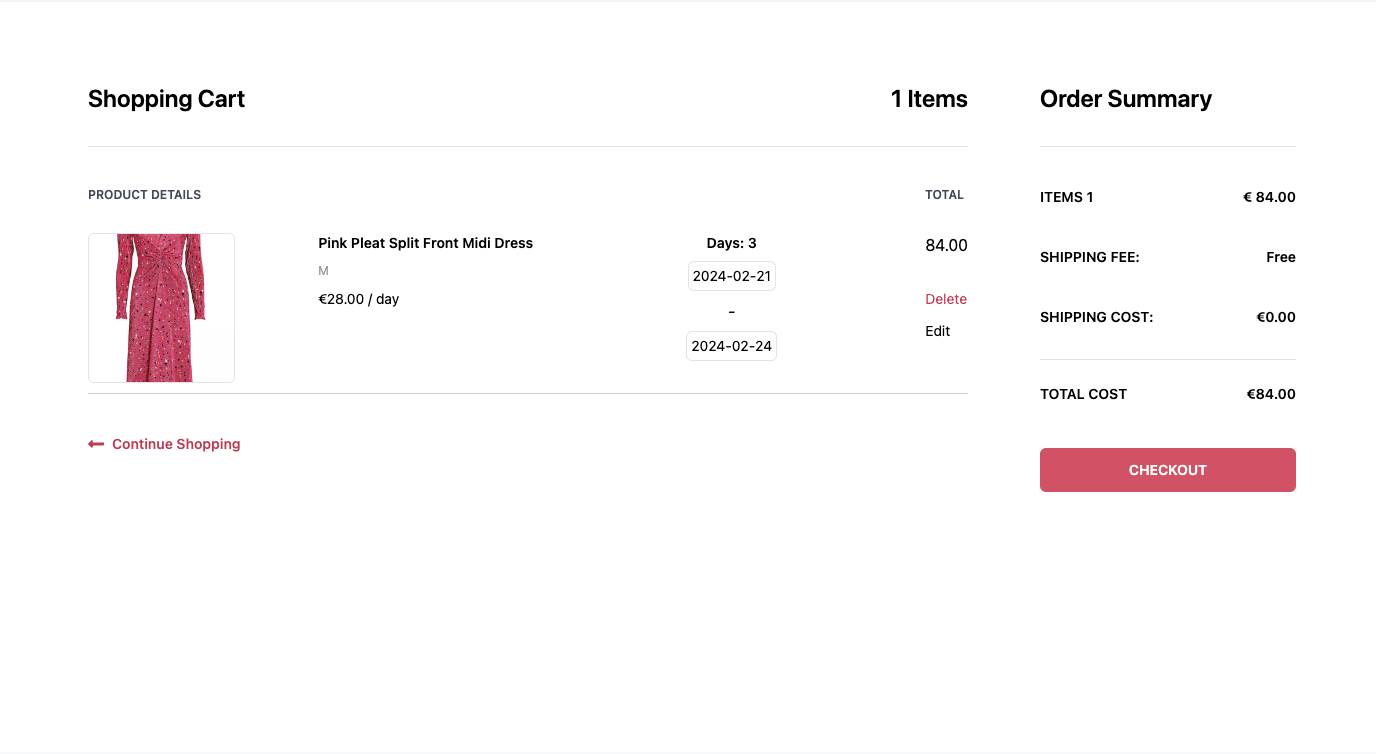 Shopping Cart
1 Items
PRODUCT DETAILS
TOTAL
Pink Pleat Split Front Midi Dress
M
€28.00 / day
Days: 3
2024-02-21
-
2024-02-24
84.00
Delete
Edit
Continue Shopping
Order Summary
ITEMS 1 € 84.00
SHIPPING FEE: Free
SHIPPING COST: €0.00
TOTAL COST €84.00
CHECKOUT